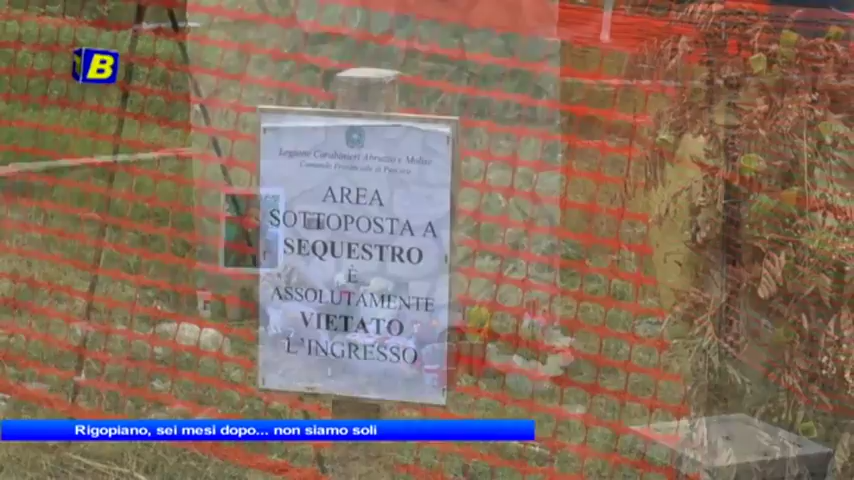 B
Legione Carabinieri Abruzzo e Molise
Comando Provinciale di Pescara
AREA
SOTTOPOSTA A
SEQUESTRO
È
ASSOLUTAMENTE
VIETATO
L'INGRESSO
Rigopiano, sei mesi dopo... non siamo soli